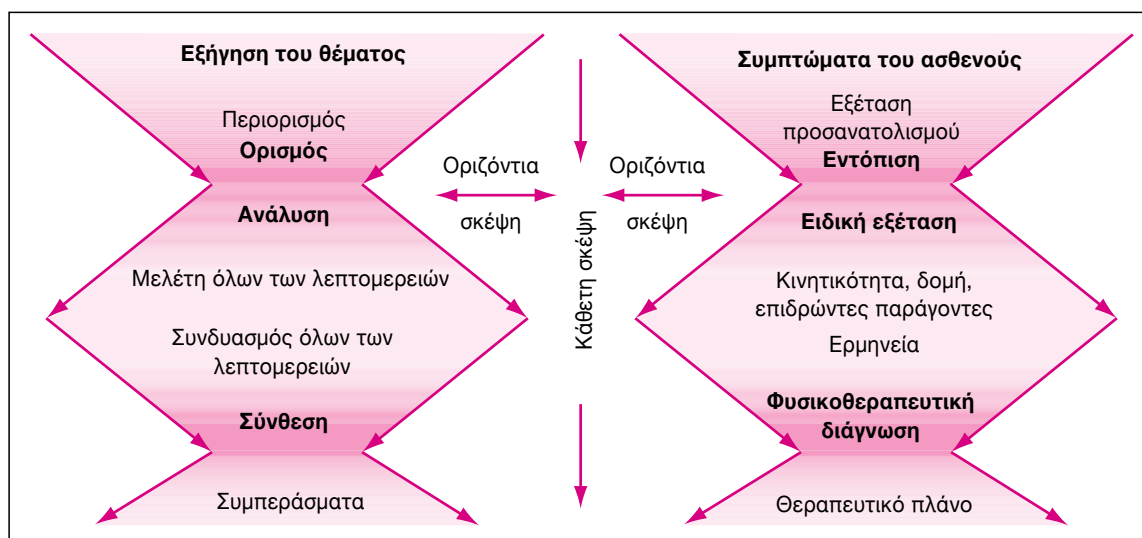 Εξήγηση του θέματος
Περιορισμός
Ορισμός
Ανάλυση
Μελέτη όλων των λεπτομερειών
Συνδυασμός όλων των
λεπτομερειών
Σύνθεση
Συμπεράσματα
Οριζόντια
σκέψη
Κάθετη σκέψη
Οριζόντια
σκέψη
Συμπτώματα του ασθενούς
Εξέταση
προσανατολισμού
Εντόπιση
Ειδική εξέταση
Κινητικότητα, δομή,
επιδρώντες παράγοντες
Ερμηνεία
Φυσικοθεραπευτική
διάγνωση
Θεραπευτικό πλάνο